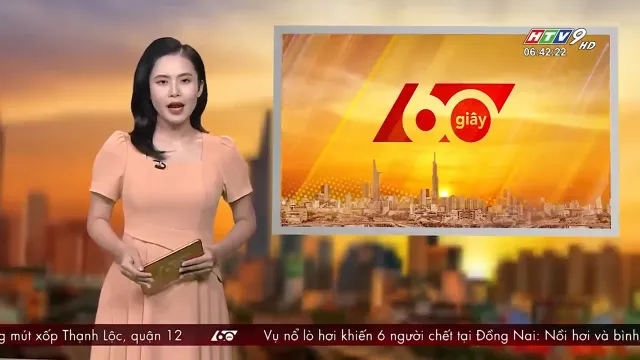 HTV9 HD
06:42:22
60 giây
g mút xốp Thạnh Lộc, quận 12 60 Vụ nổ lò hơi khiến 6 người chết tại Đồng Nai: Nồi hơi và bình